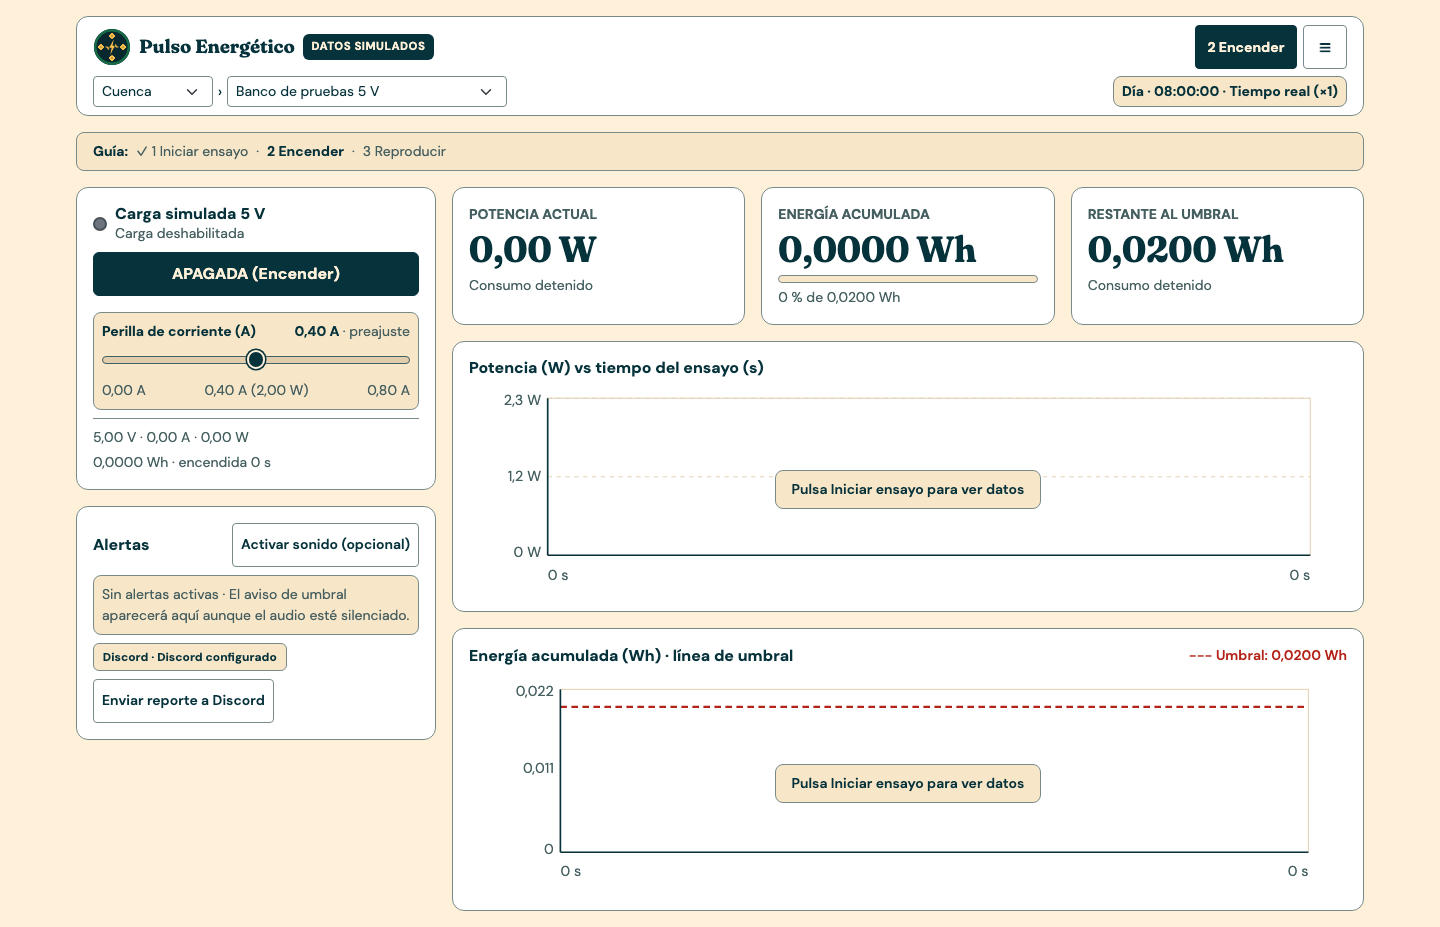 Pulso Energético DATOS SIMULADOS
2 Encender ≡
Cuenca › Banco de pruebas 5 V
Día · 08:00:00 · Tiempo real (×1)
Guía: ✓ 1 Iniciar ensayo · 2 Encender · 3 Reproducir
Carga simulada 5 V
Carga deshabilitada
APAGADA (Encender)
Perilla de corriente (A) 0,40 A · preajuste
0,00 A 0,40 A (2,00 W) 0,80 A
5,00 V · 0,00 A · 0,00 W
0,0000 Wh · encendida 0 s
Alertas Activar sonido (opcional)
Sin alertas activas · El aviso de umbral
aparecerá aquí aunque el audio esté silenciado.
Discord · Discord configurado
Enviar reporte a Discord
POTENCIA ACTUAL
0,00 W
Consumo detenido
ENERGÍA ACUMULADA
0,0000 Wh
0 % de 0,0200 Wh
RESTANTE AL UMBRAL
0,0200 Wh
Consumo detenido
Potencia (W) vs tiempo del ensayo (s)
2,3 W
1,2 W
Pulsa Iniciar ensayo para ver datos
0 W
0 s 0 s
Energía acumulada (Wh) · línea de umbral --- Umbral: 0,0200 Wh
0,022
0,011
Pulsa Iniciar ensayo para ver datos
0
0 s 0 s